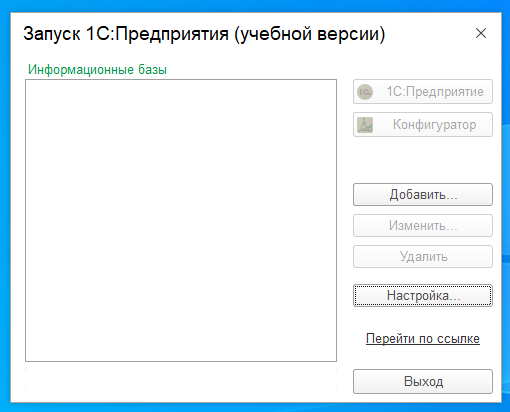 Запуск 1С:Предприятия (учебной версии)
Информационные базы
1С:Предприятие
Конфигуратор
Добавить...
Изменить...
Удалить
Настройка...
Перейти по ссылке
Выход